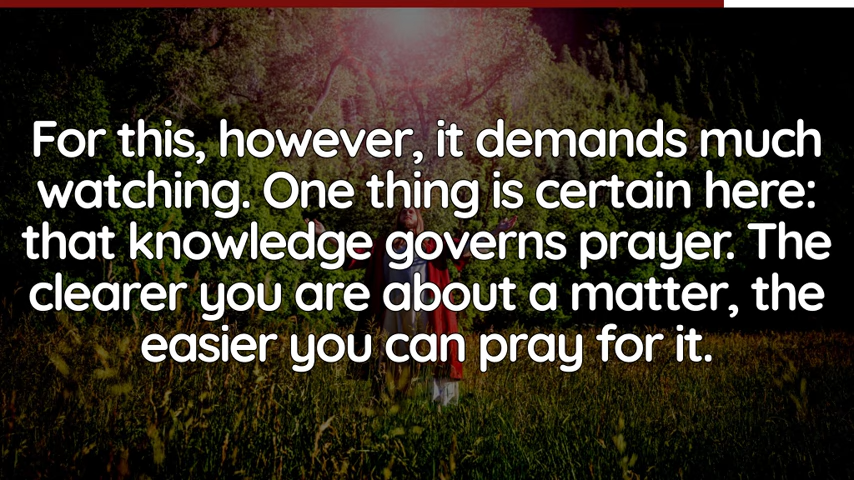 For this, however, it demands much
watching. One thing is certain here:
that knowledge governs prayer. The
clearer you are about a matter, the
easier you can pray for it.